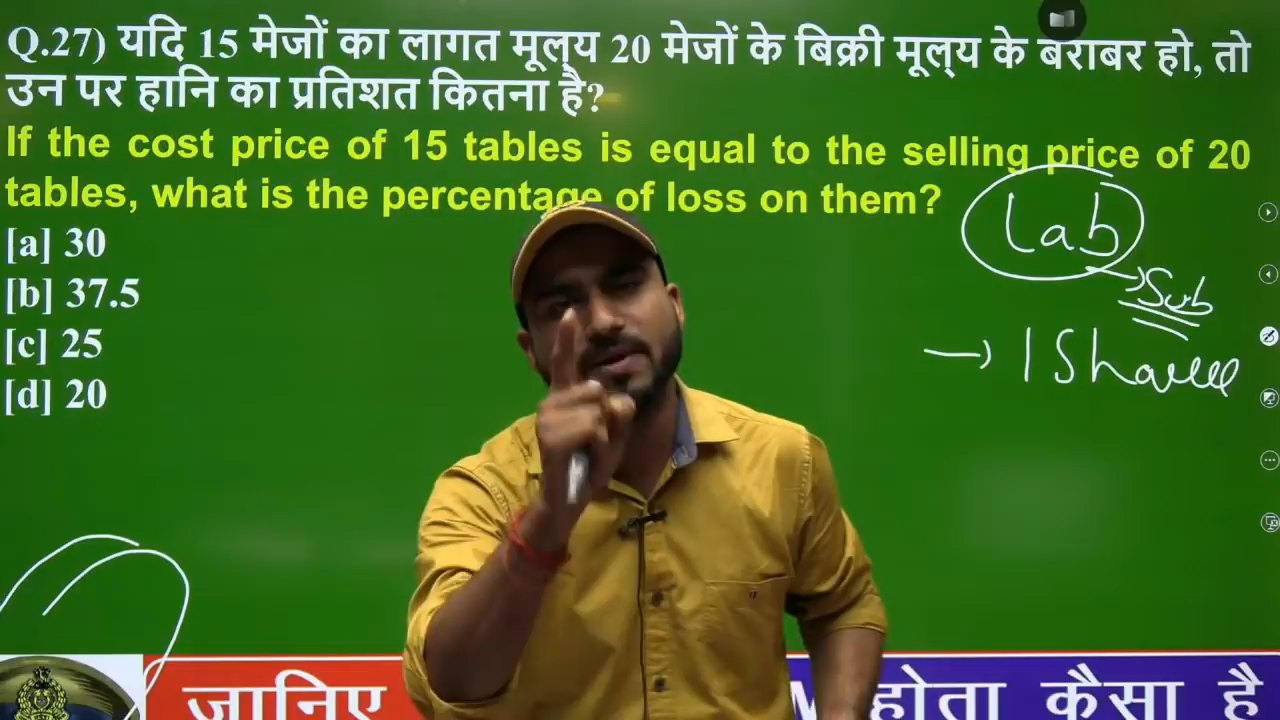 Q.27) यदि 15 मेजों का लागत मूल्य 20 मेजों के बिक्री मूल्य के बराबर हो, तो
उन पर हानि का प्रतिशत कितना है?
If the cost price of 15 tables is equal to the selling price of 20
tables, what is the percentage of loss on them?
[a] 30
[b] 37.5
[c] 25
[d] 20
Lab
Sub
जानिए
होता कैसा है